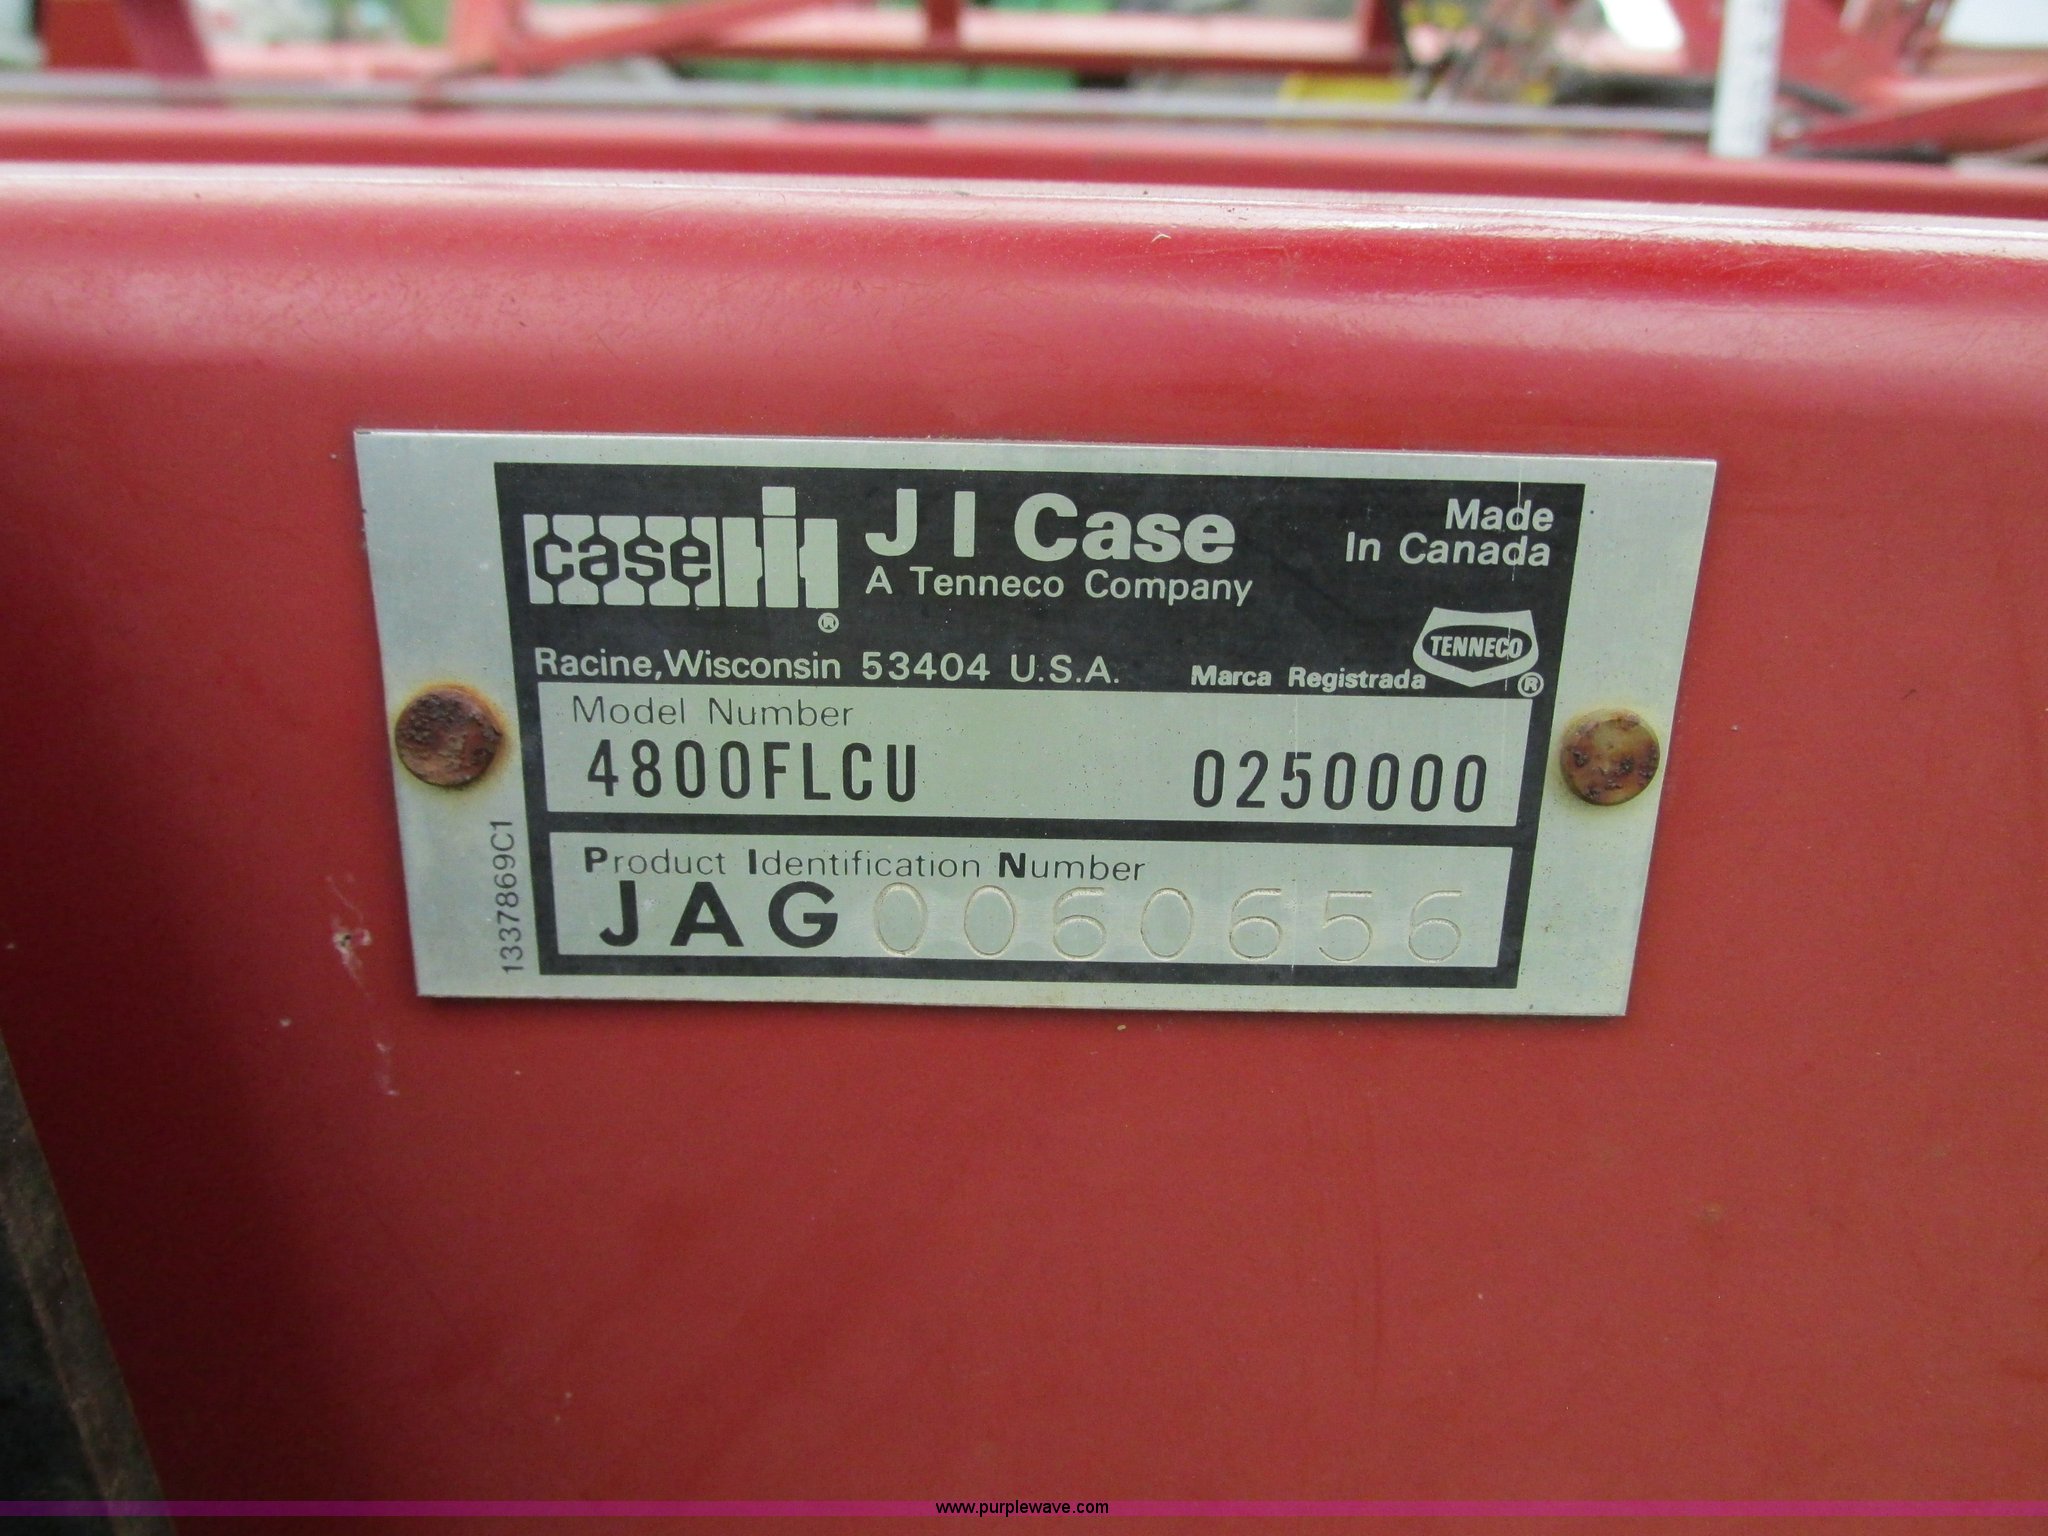 case IH ®
J I Case
A Tenneco Company
Made
In Canada
Racine, Wisconsin 53404 U.S.A.
Marca Registrada
TENNECO ®
Model Number
4800FLCU 0250000
Product Identification Number
JAG0060656
1337869C1
www.purplewave.com